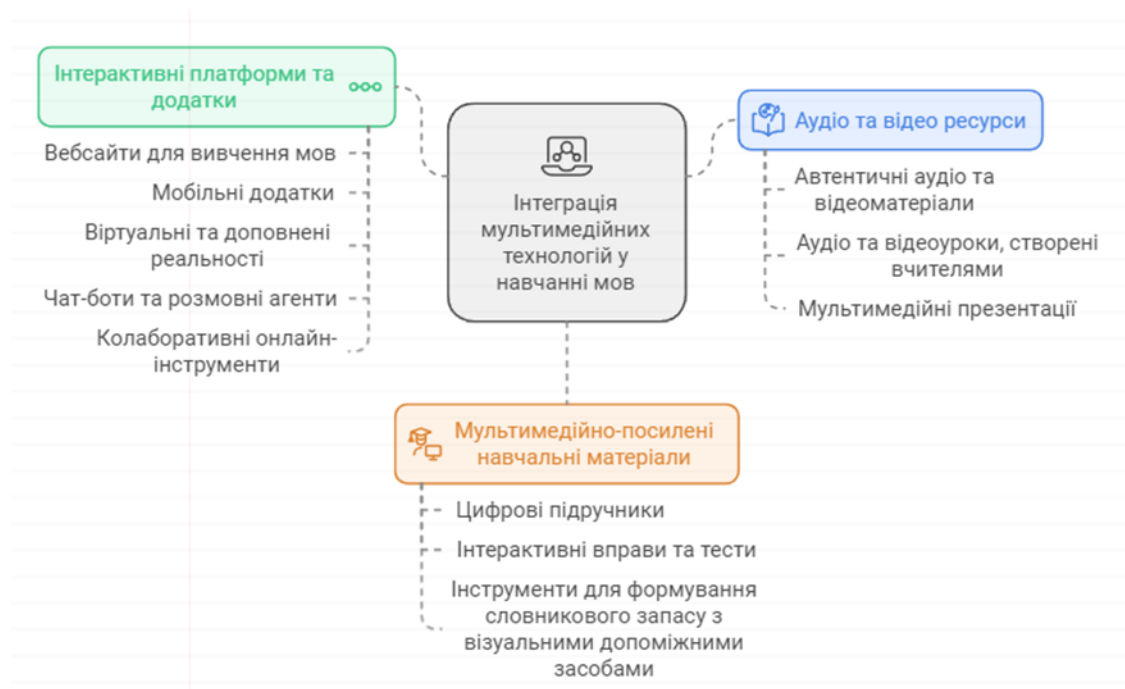 Інтерактивні платформи та
додатки
Вебсайти для вивчення мов
Мобільні додатки
Віртуальні та доповнені
реальності
Чат-боти та розмовні агенти
Колаборативні онлайн-
інструменти
Інтеграція
мультимедійних
технологій у
навчанні мов
Аудіо та відео ресурси
Автентичні аудіо та
відеоматеріали
Аудіо та відеоуроки, створені
вчителями
Мультимедійні презентації
Мультимедійно-посилені
навчальні матеріали
Цифрові підручники
Інтерактивні вправи та тести
Інструменти для формування
словникового запасу з
візуальними допоміжними
засобами